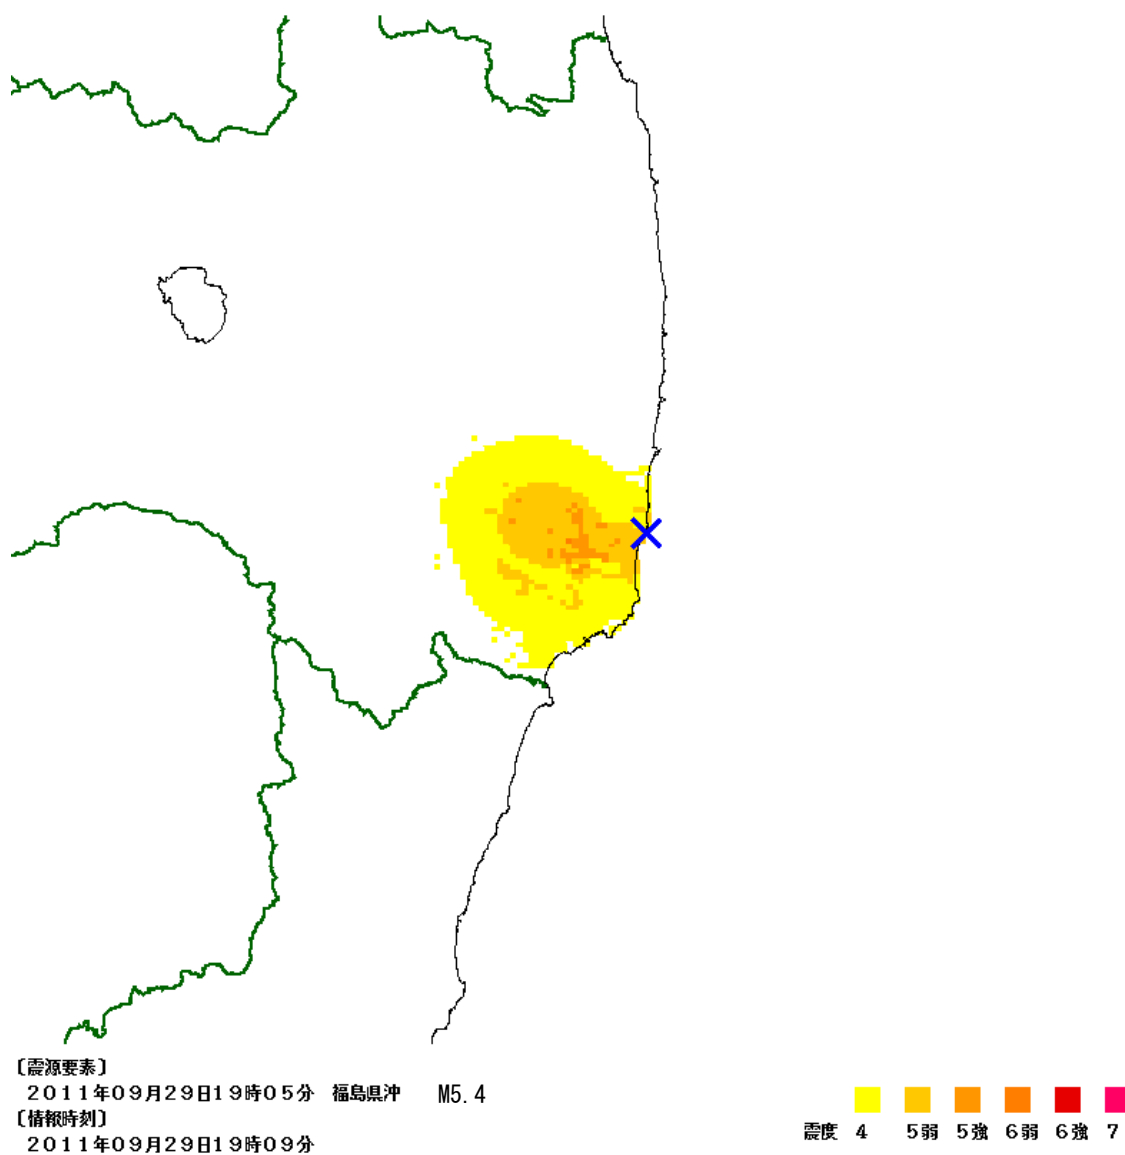 〔震源要素〕
２０１１年０９月２９日１９時０５分 福島県沖 M5.4
〔情報時刻〕
２０１１年０９月２９日１９時０９分
震度 4 5弱 5強 6弱 6強 7